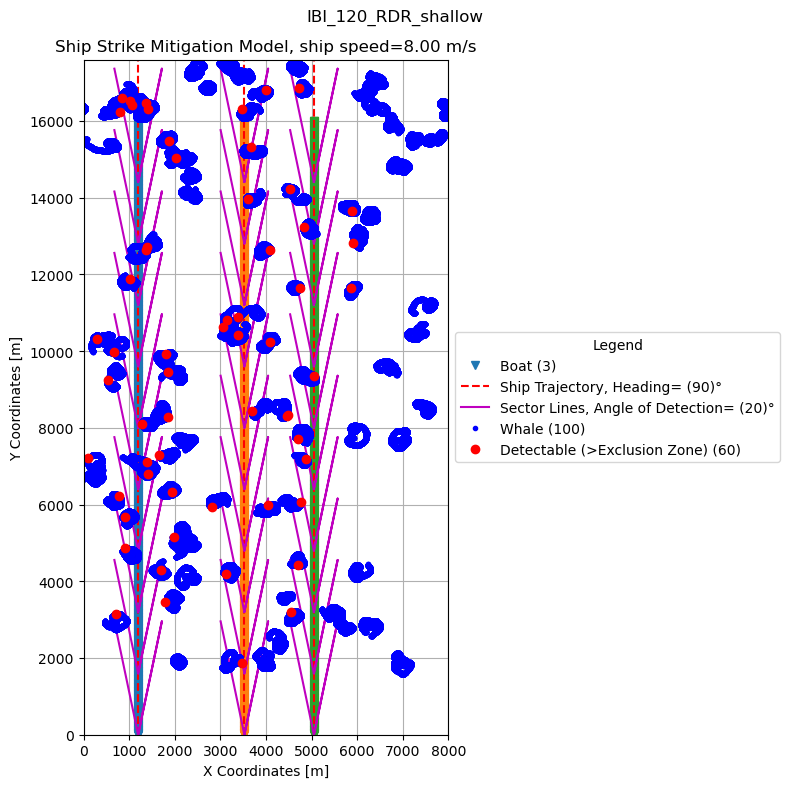 IBI_120_RDR_shallow
Ship Strike Mitigation Model, ship speed=8.00 m/s
Y Coordinates [m]
16000
14000
12000
10000
8000
6000
4000
2000
0
0 1000 2000 3000 4000 5000 6000 7000 8000
X Coordinates [m]
Legend
Boat (3)
Ship Trajectory, Heading= (90)°
Sector Lines, Angle of Detection= (20)°
Whale (100)
Detectable (>Exclusion Zone) (60)